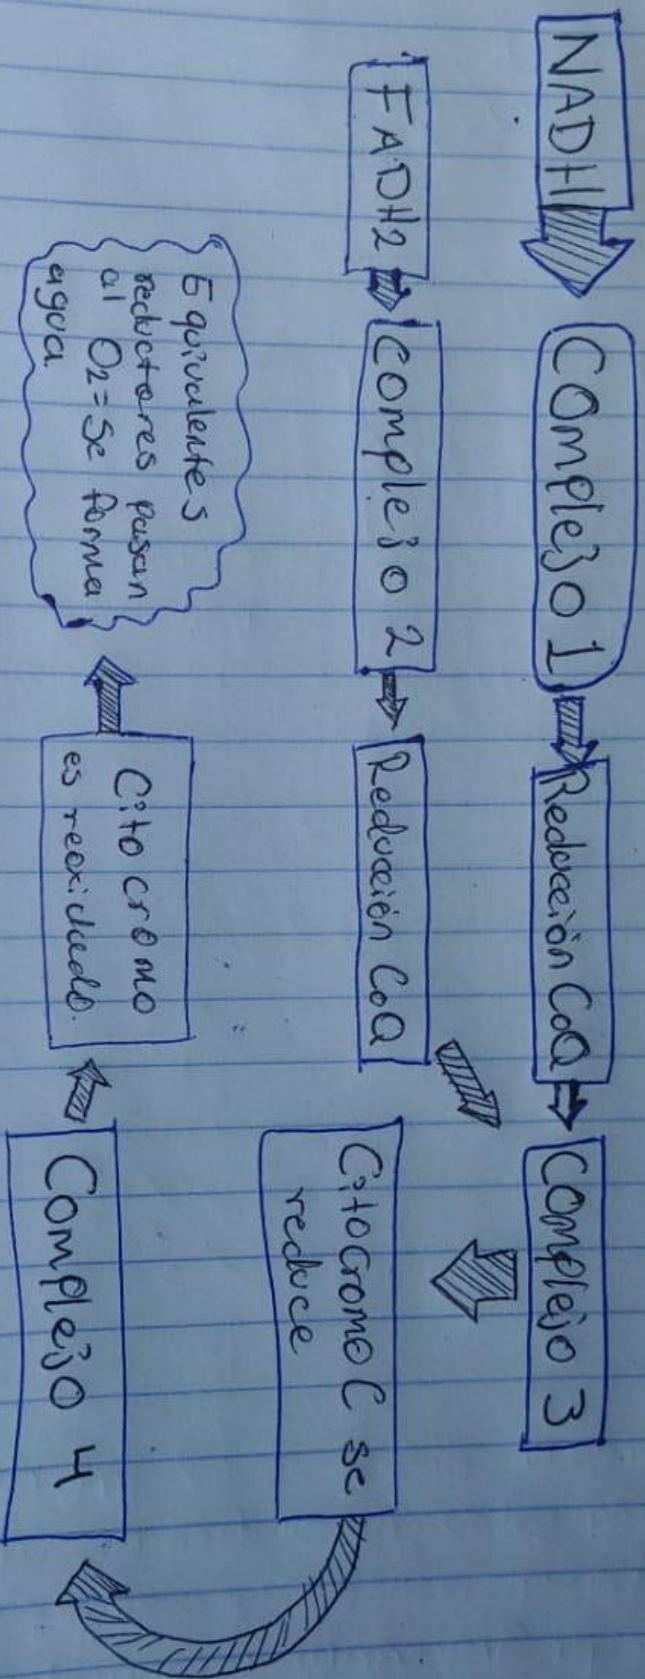 NADH
COmplejo 1
Reducción CoQ
COmplejo 3
FADH2
complejo 2
Reducción CoQ
CitoCromo C se
reduce
Complejo 4
Citocromo
es reoxidado.
Equivalentes
reductores pasan
al O2= Se forma
agua